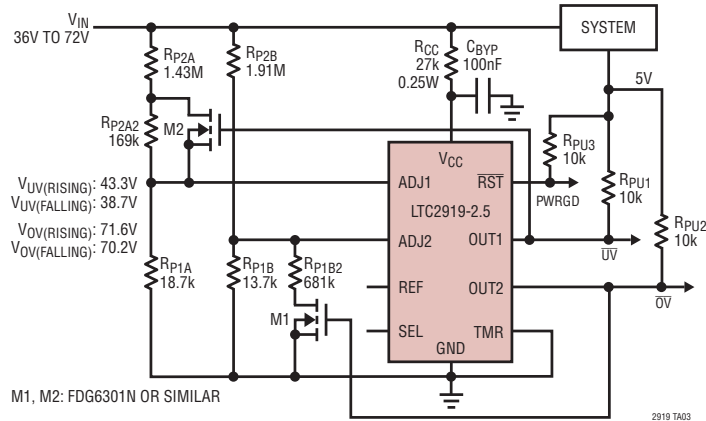 VIN
36V TO 72V
RP2A
1.43M
RP2B
1.91M
RCC
27k
0.25W
CBYP
100nF
SYSTEM
5V
RP2A2
169k
M2
RPU3
10k
VCC
ADJ1
RST
PWRGD
RPU1
10k
RPU2
10k
LTC2919-2.5
VUV(RISING): 43.3V
VUV(FALLING): 38.7V
VOV(RISING): 71.6V
VOV(FALLING): 70.2V
ADJ2
OUT1
UV
RP1A
18.7k
RP1B
13.7k
RP1B2
681k
REF
OUT2
OV
M1
SEL
TMR
GND
M1, M2: FDG6301N OR SIMILAR
2919 TA03